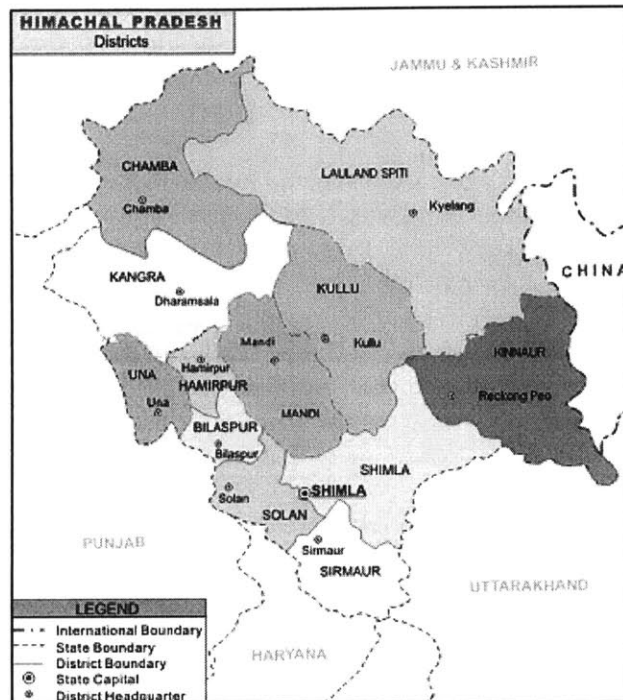 HIMACHAL PRADESH
Districts
JAMMU & KASHMIR
CHAMBA
Chamba
LAULAND SPITI
Kyelang
CHINA
KANGRA
Dharamsala
KULLU
Kullu
Mandi
MANDI
KINNAUR
Reckong Peo
UNA
Una
Hamirpur
HAMIRPUR
BILASPUR
Bilaspur
SHIMLA
SHIMLA
Solan
SOLAN
Sirmaur
SIRMAUR
PUNJAB
UTTARAKHAND
HARYANA
LEGEND
International Boundary
State Boundary
District Boundary
State Capital
District Headquarter